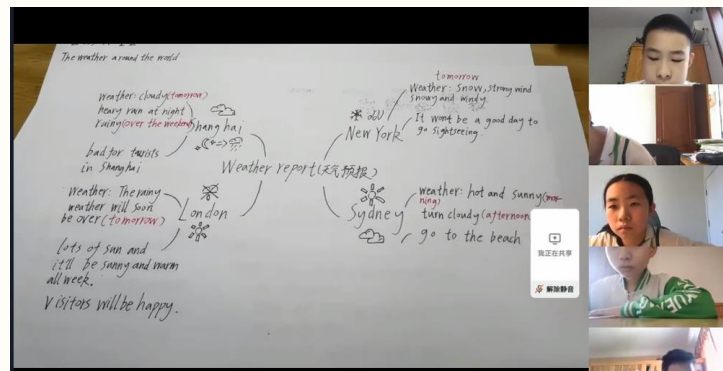 The weather around the world
Weather: cloudy(tomorrow)
heavy rain at night
rainy(over the weekend)
bad for tourists
in Shanghai
Shanghai
Weather: The rainy
weather will soon
be over(tomorrow)
lots of sun and
it'll be sunny and warm
all week.
Visitors will be happy.
London
Weather report(天气预报)
tomorrow
Weather: Snow, strong wind
snowy and windy.
It won't be a good day to
go sightseeing.
New York
weather: hot and sunny(mor
ning)
turn cloudy(afternoon
go to the beach
Sydney
我正在共享
解除静音